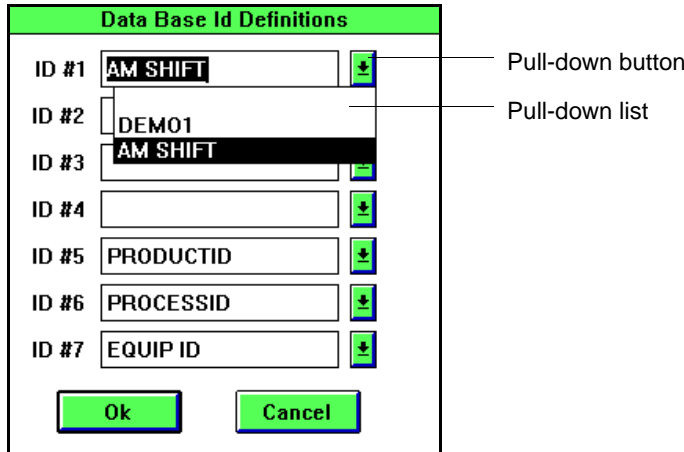 Data Base Id Definitions
ID #1 AM SHIFT Pull-down button
Pull-down list
ID #2 DEMO1
AM SHIFT
ID #3
ID #4
ID #5 PRODUCTID
ID #6 PROCESSID
ID #7 EQUIP ID
Ok Cancel